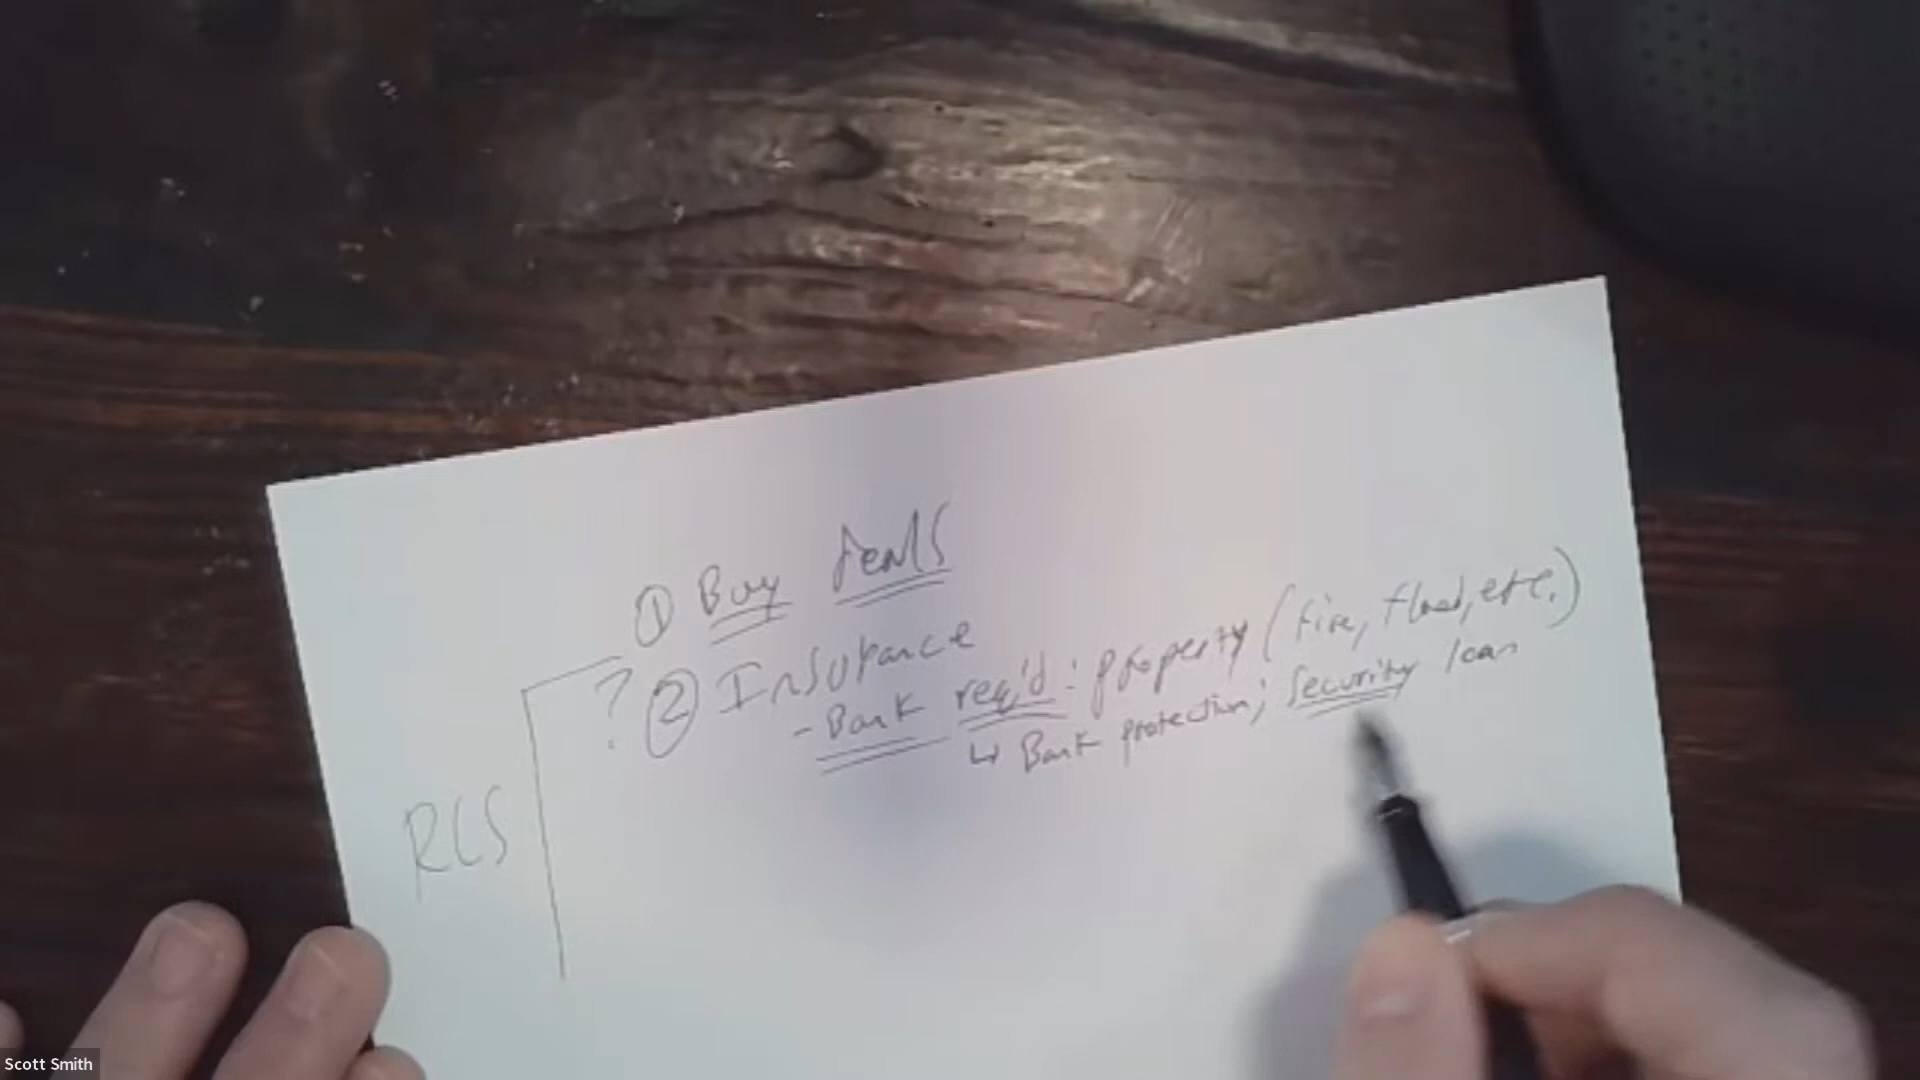 ① Buy deals
? ② Insurance
- Bank req'd: property (fire, flood, etc.)
↳ Bank protection; security loan
RLS
Scott Smith